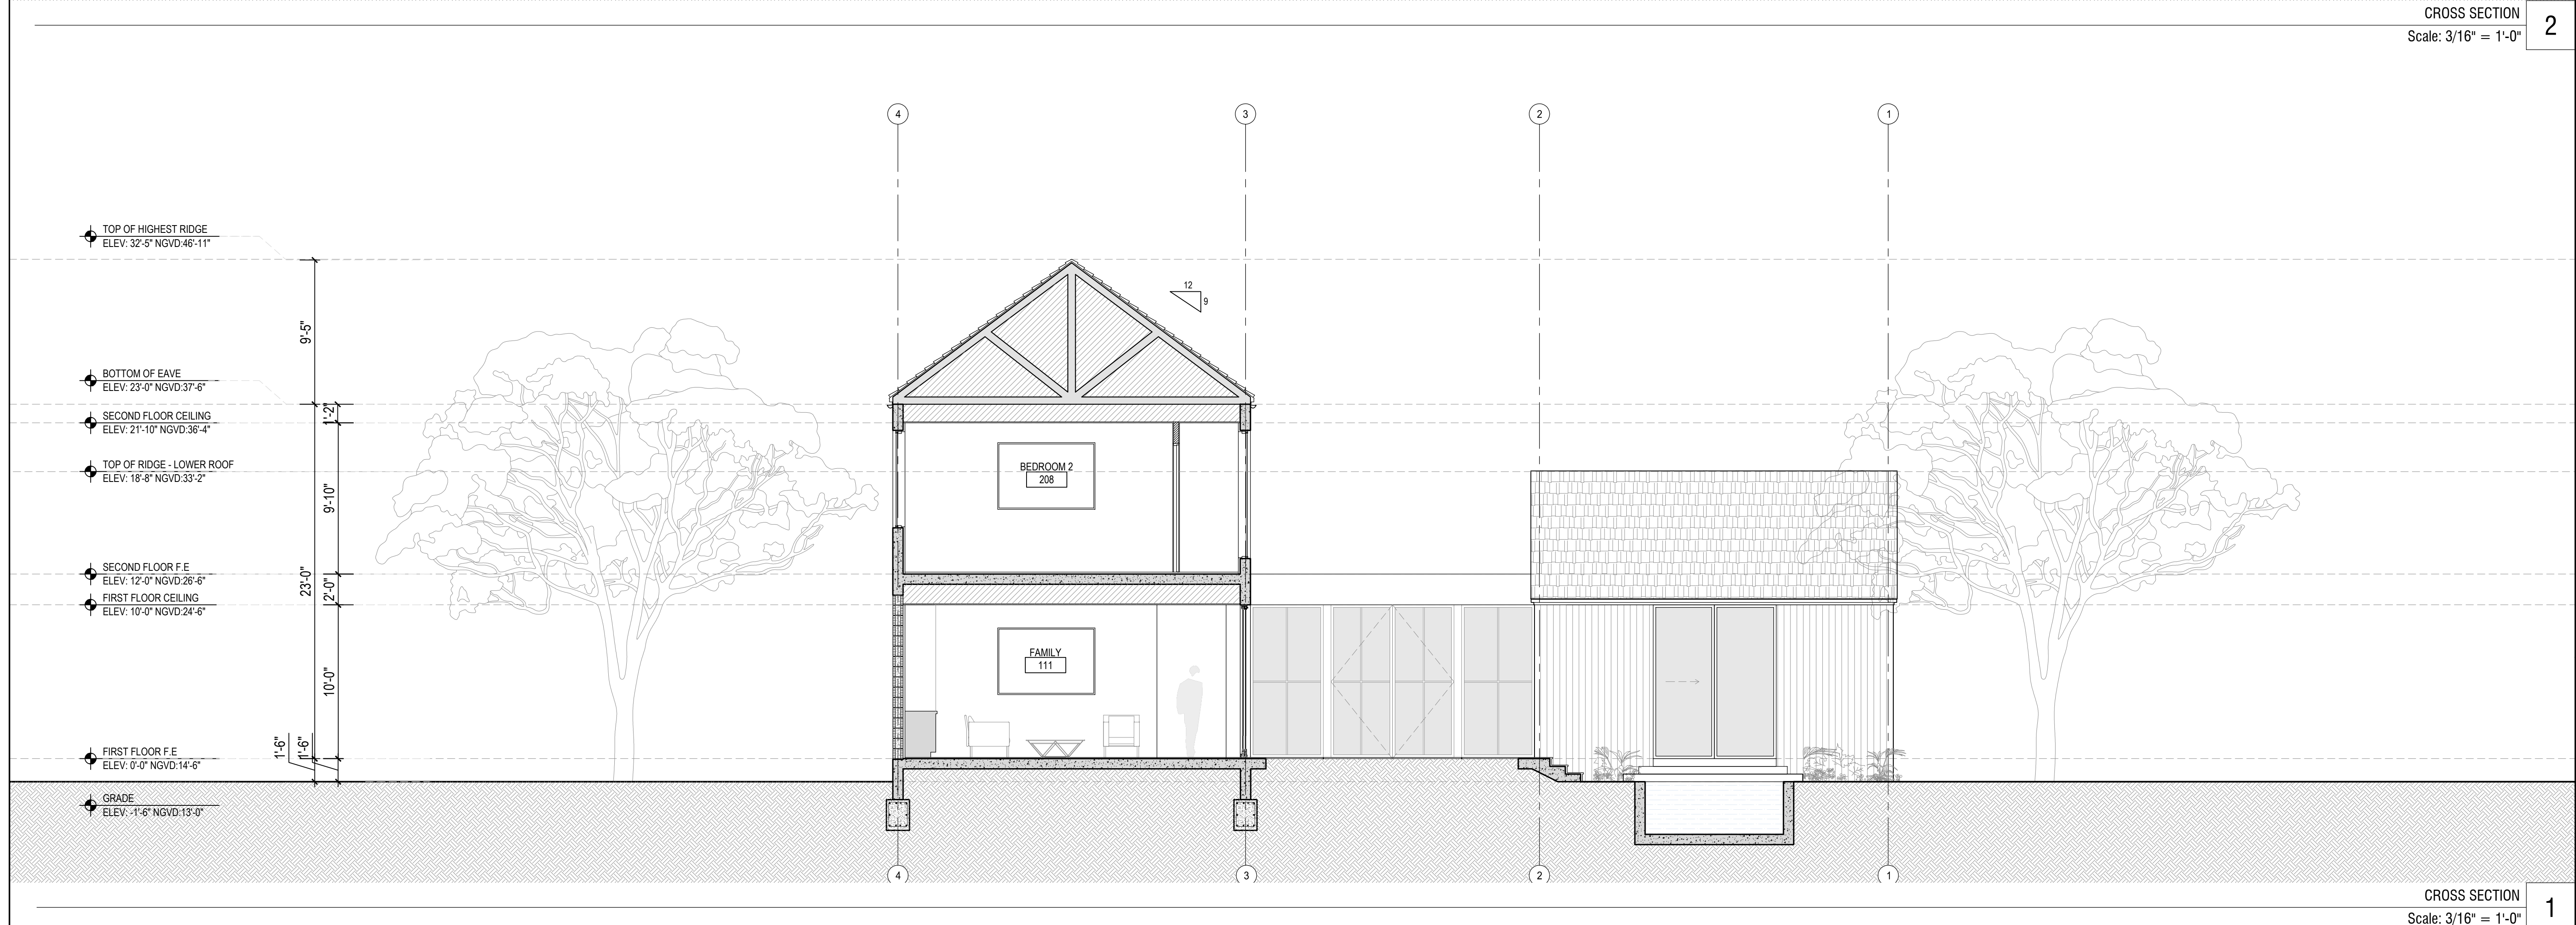 CROSS SECTION
2
Scale: 3/16" = 1'-0"
4
3
2
1
TOP OF HIGHEST RIDGE
ELEV: 32'-5" NGVD:46'-11"
12
9
9'-5"
BOTTOM OF EAVE
ELEV: 23'-0" NGVD:37'-6"
1'-2"
SECOND FLOOR CEILING
ELEV: 21'-10" NGVD:36'-4"
TOP OF RIDGE - LOWER ROOF
ELEV: 18'-8" NGVD:33'-2"
BEDROOM 2
208
9'-10"
SECOND FLOOR F.E
ELEV: 12'-0" NGVD:26'-6"
23'-0"
2'-0"
FIRST FLOOR CEILING
ELEV: 10'-0" NGVD:24'-6"
FAMILY
111
10'-0"
FIRST FLOOR F.E
ELEV: 0'-0" NGVD:14'-6"
1'-6"
1'-6"
GRADE
ELEV: -1'-6" NGVD:13'-0"
4
3
2
1
CROSS SECTION
1
Scale: 3/16" = 1'-0"